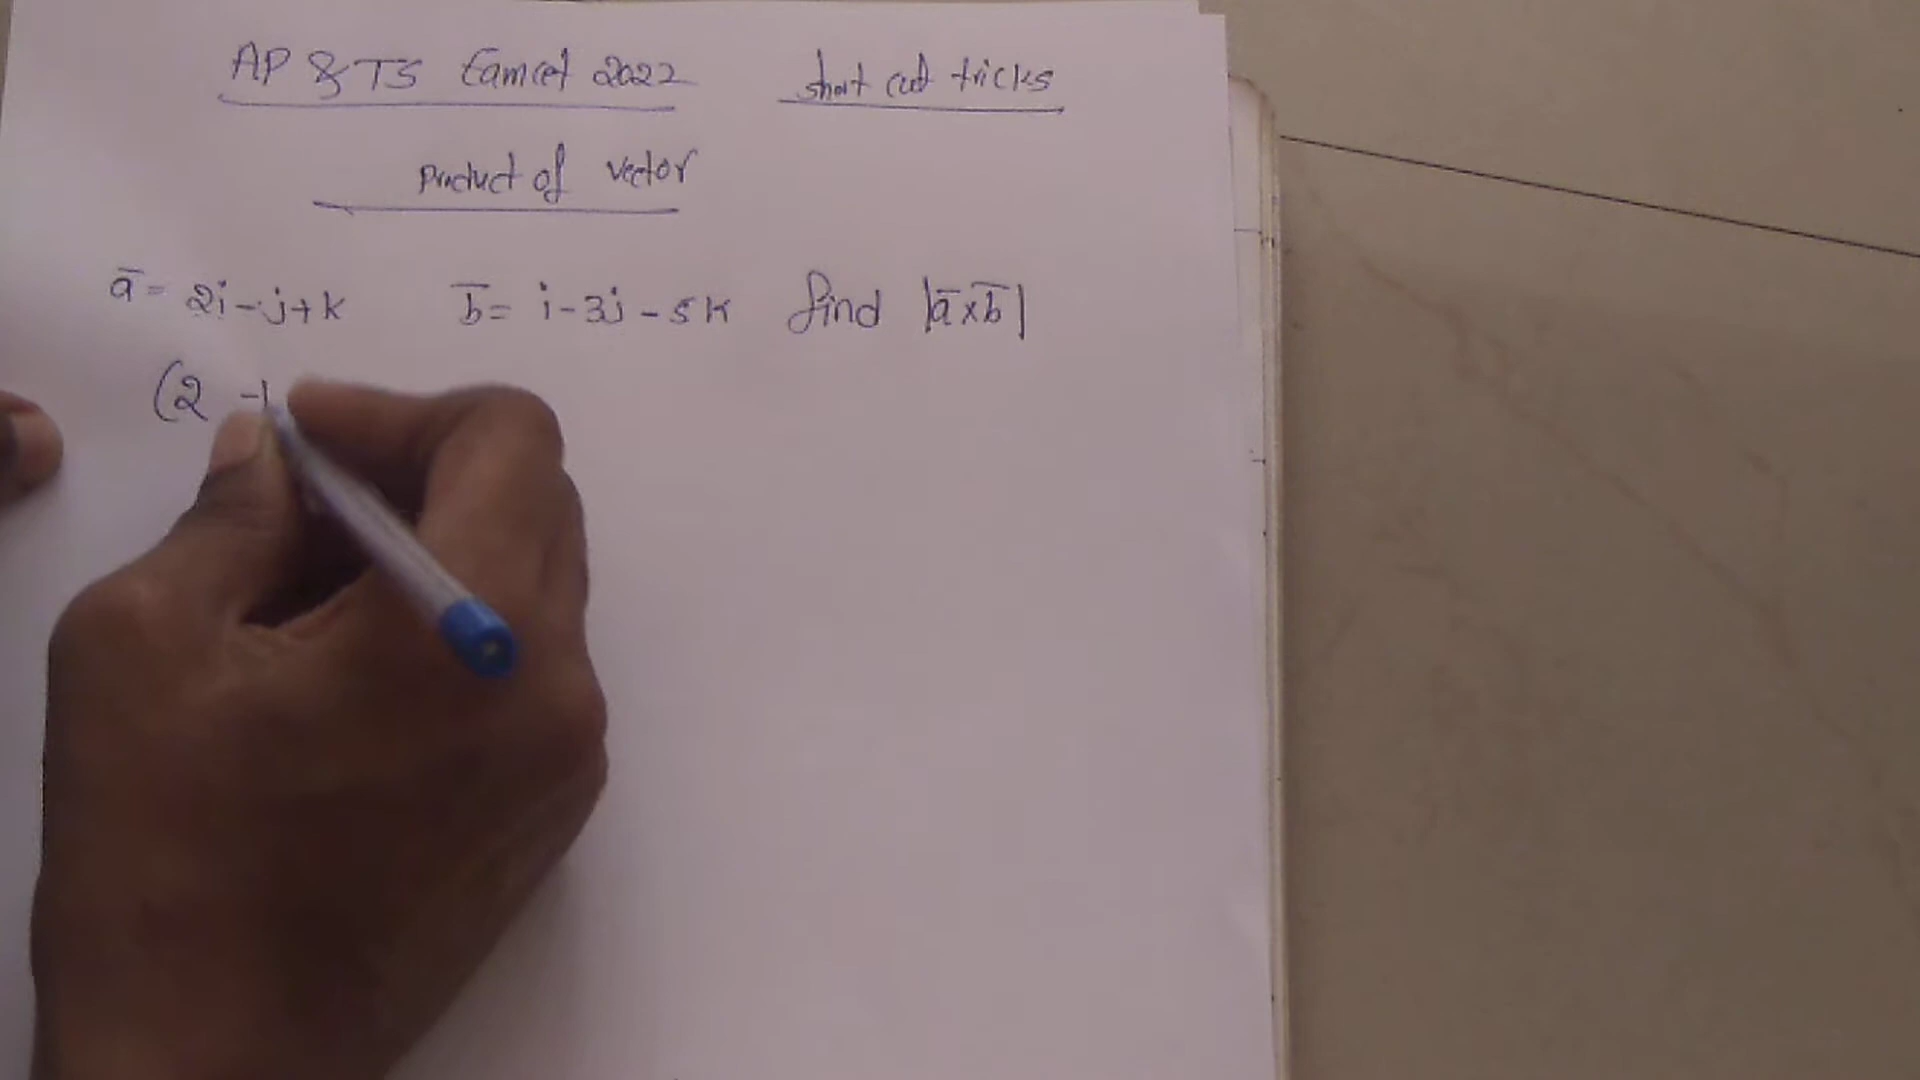 AP & TS Eamcet 2022 short cut tricks
Product of vector
a̅ = 2i - j + k b̅ = i - 3j - 5k find |a̅ x b̅|
(2 -1